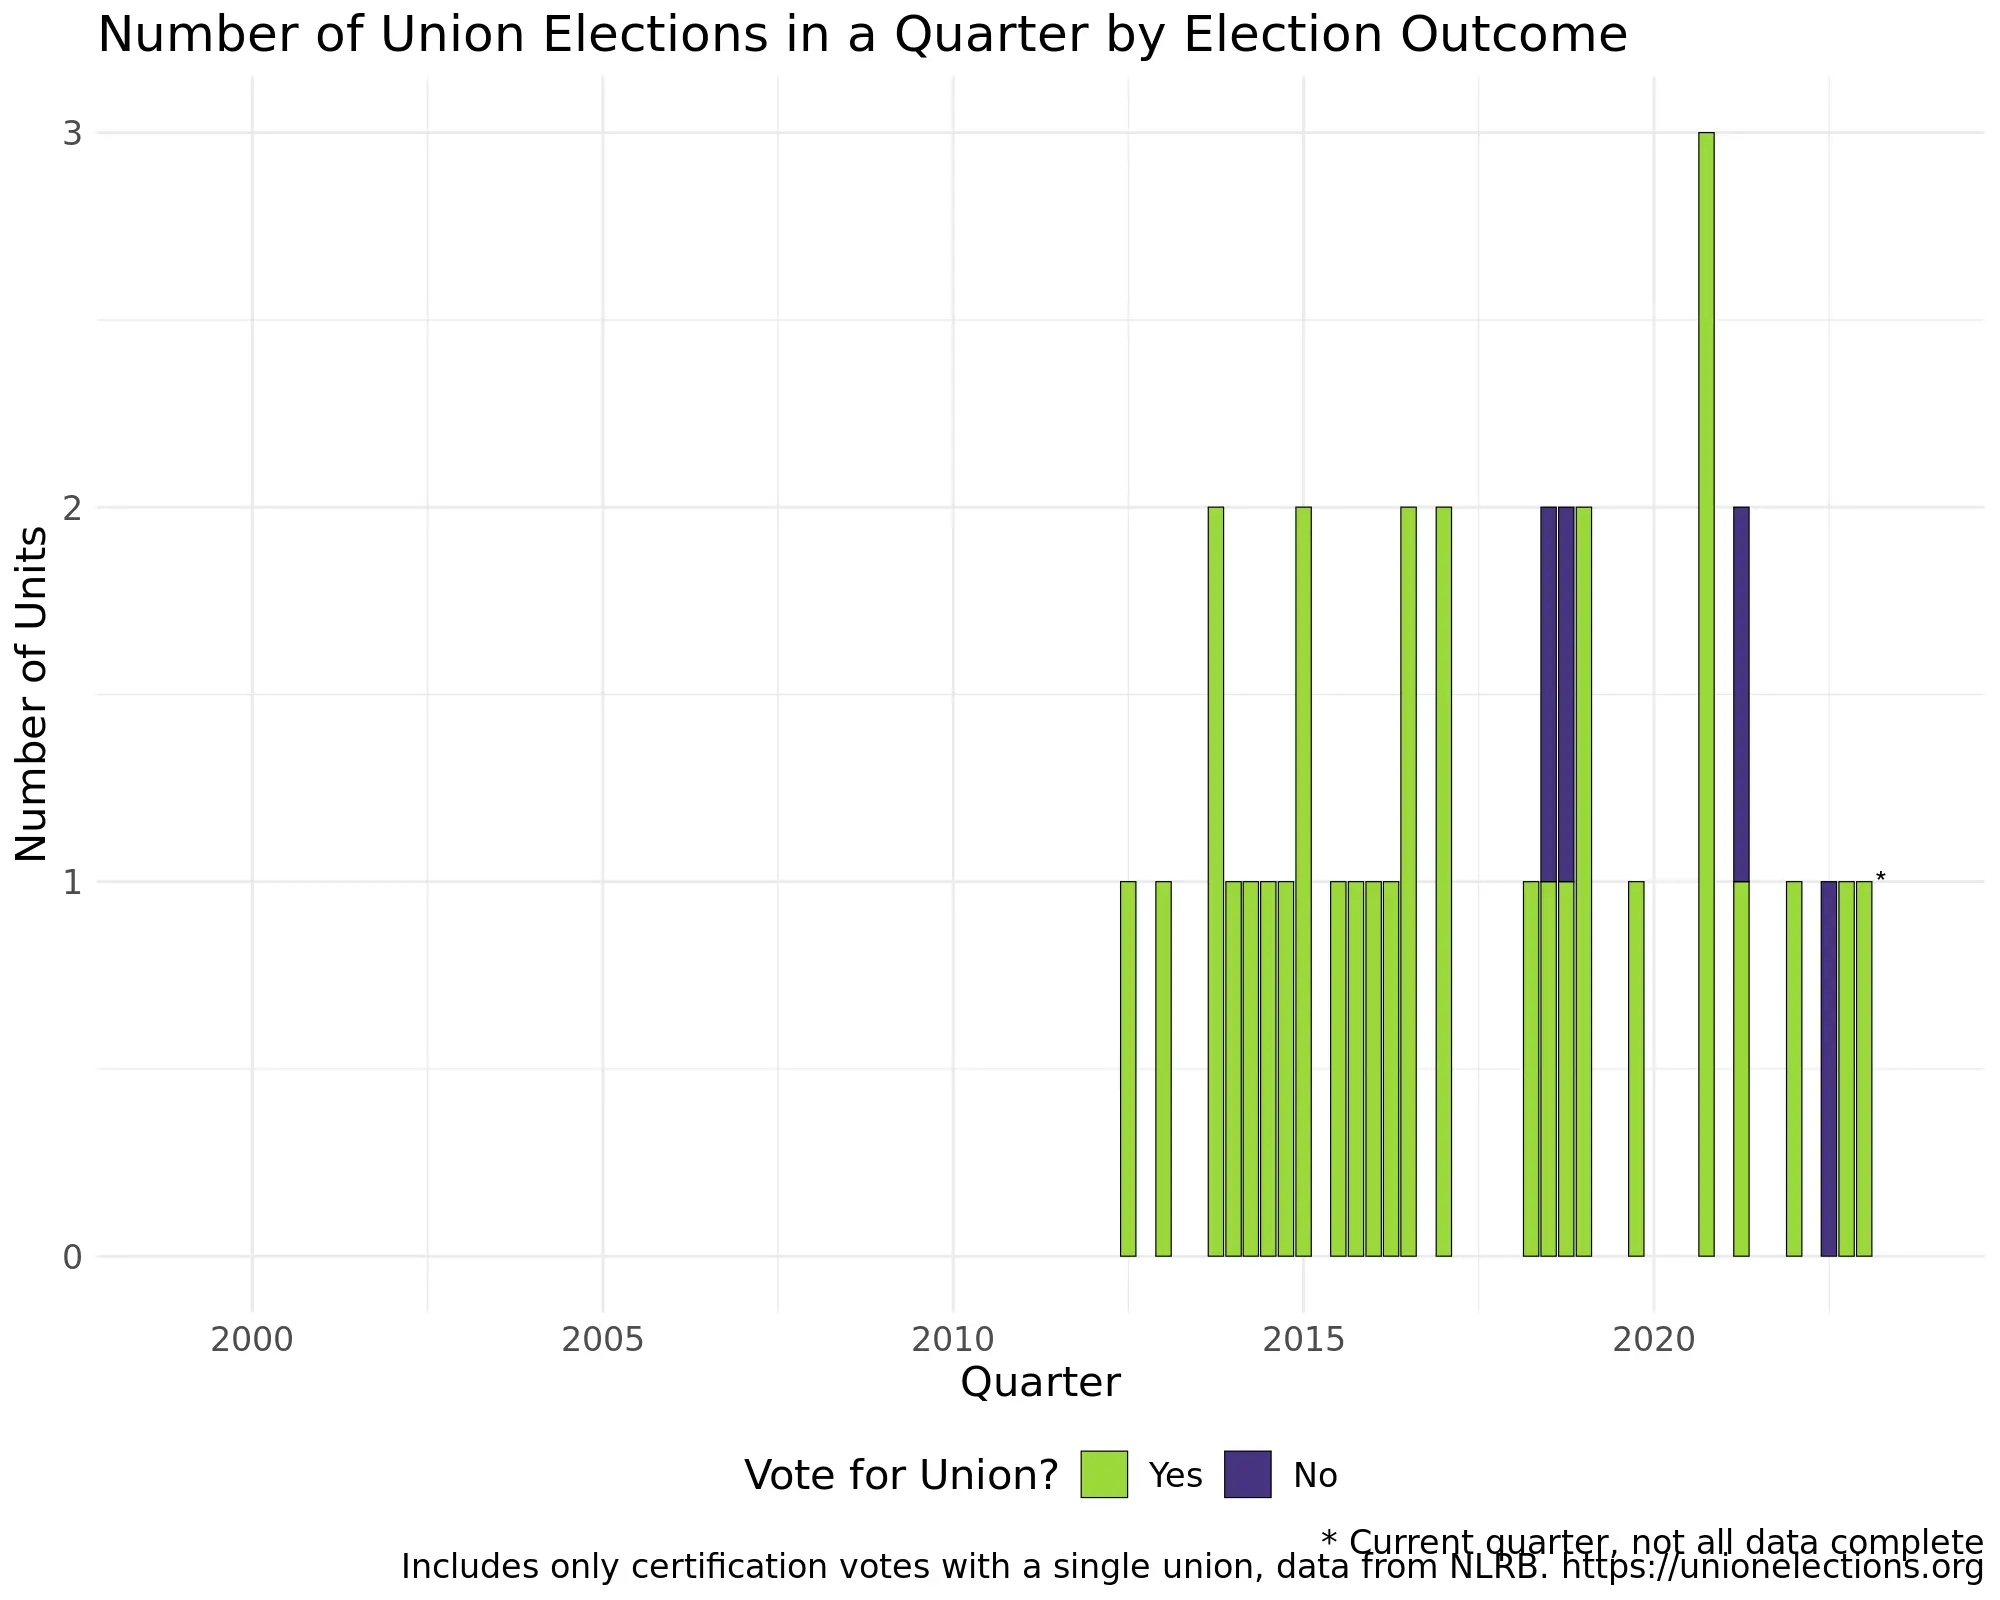 Number of Union Elections in a Quarter by Election Outcome
3
2
1
0
Number of Units
*
2000 2005 2010 2015 2020
Quarter
Vote for Union? Yes No
* Current quarter, not all data complete
Includes only certification votes with a single union, data from NLRB. https://unionelections.org